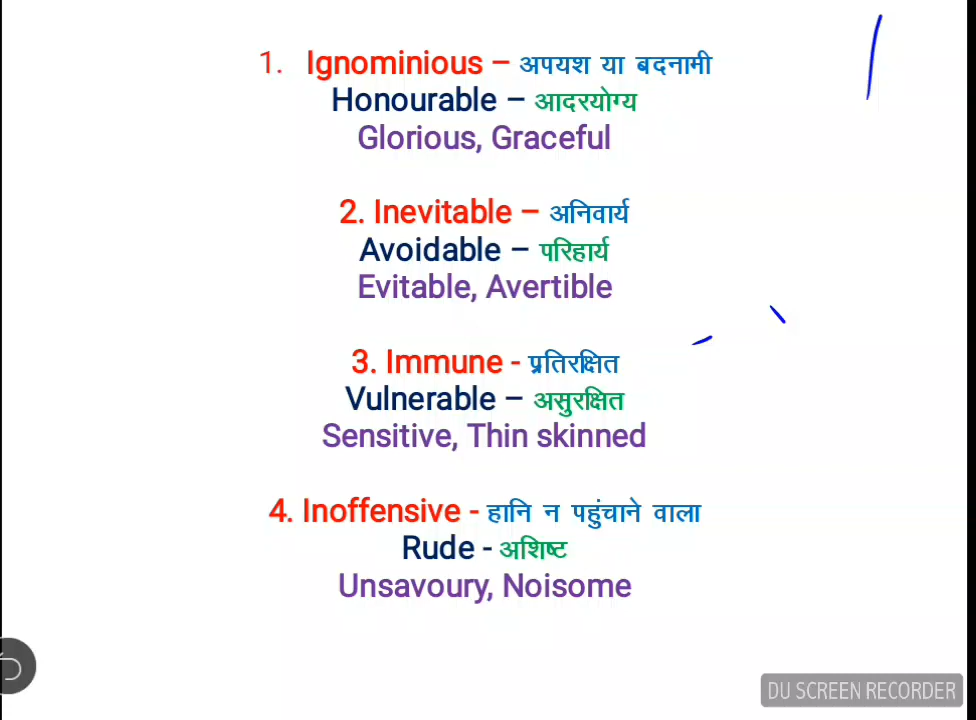 1. Ignominious – अपयश या बदनामी
Honourable – आदरयोग्य
Glorious, Graceful
2. Inevitable – अनिवार्य
Avoidable – परिहार्य
Evitable, Avertible
3. Immune - प्रतिरक्षित
Vulnerable – असुरक्षित
Sensitive, Thin skinned
4. Inoffensive - हानि न पहुंचाने वाला
Rude - अशिष्ट
Unsavoury, Noisome
DU SCREEN RECORDER